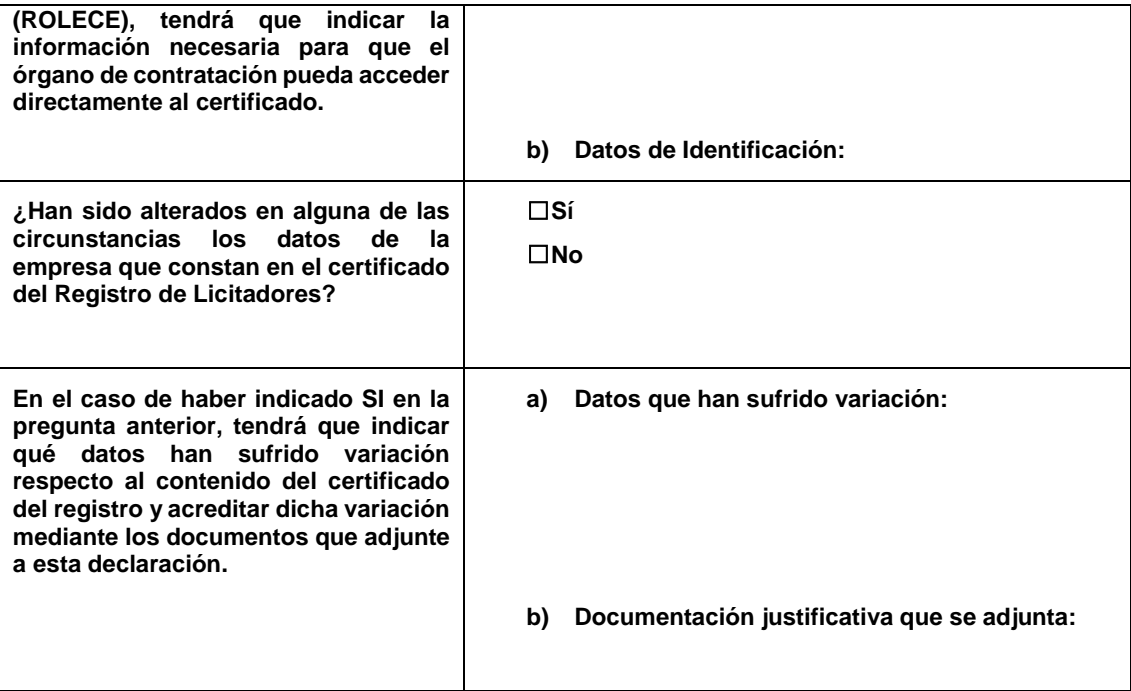 (ROLECE), tendrá que indicar la
información necesaria para que el
órgano de contratación pueda acceder
directamente al certificado.
b) Datos de Identificación:
¿Han sido alterados en alguna de las
circunstancias los datos de la
empresa que constan en el certificado
del Registro de Licitadores?
☐Sí
☐No
En el caso de haber indicado SI en la
pregunta anterior, tendrá que indicar
qué datos han sufrido variación
respecto al contenido del certificado
del registro y acreditar dicha variación
mediante los documentos que adjunte
a esta declaración.
a) Datos que han sufrido variación:
b) Documentación justificativa que se adjunta: